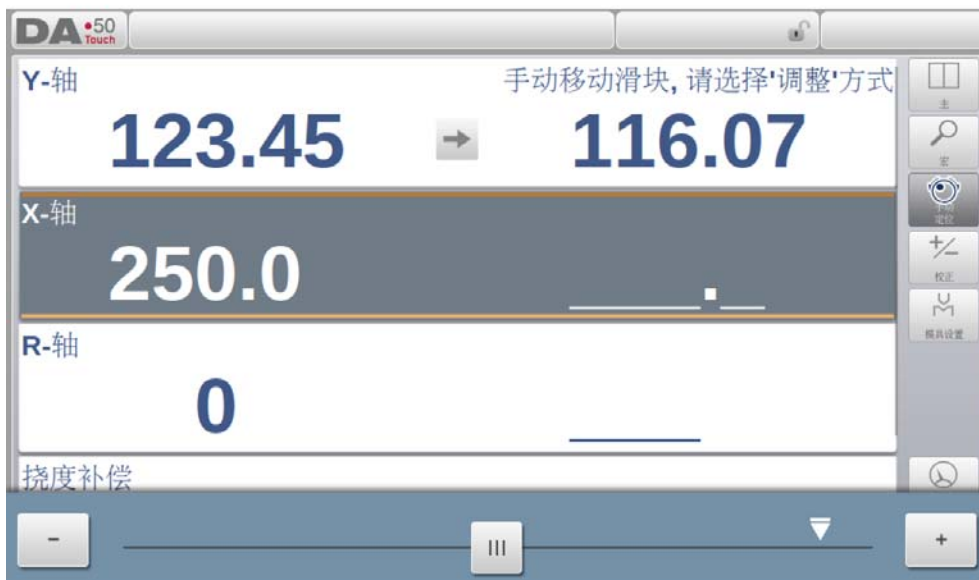 DA•50
Touch
Y-轴
手动移动滑块, 请选择'调整'方式
123.45
116.07
X-轴
250.0
____.__
R-轴
0
挠度补偿
主
宏
手动
定位
+/-
校正
模具设置
-
+